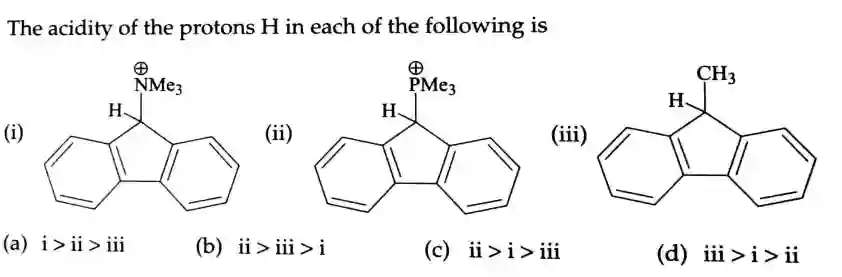 The acidity of the protons H in each of the following is
⊕ ⊕
NMe₃ PMe₃ CH₃
H H H
(i) (ii) (iii)
(a) i > ii > iii (b) ii > iii > i (c) ii > i > iii (d) iii > i > ii